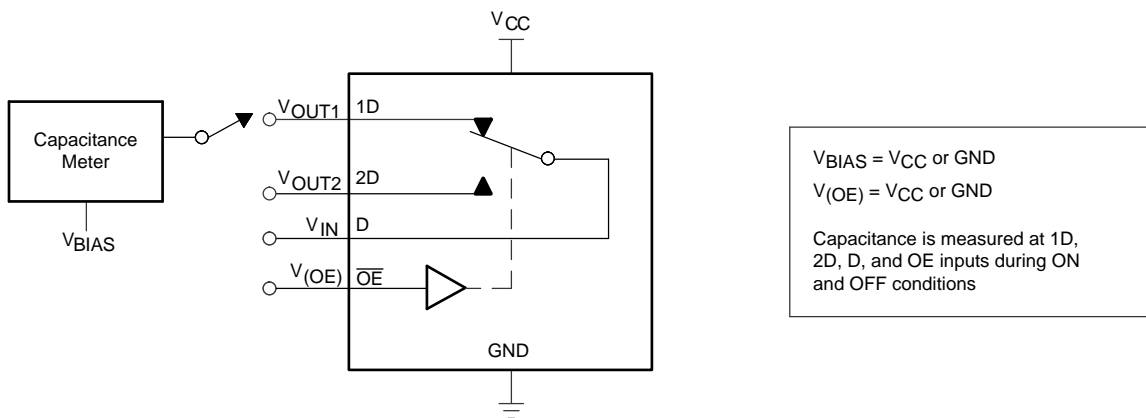 VCC
VOUT1 1D
Capacitance
Meter
VBIAS
VOUT2 2D
VIN D
V(OE) OE
GND
VBIAS = VCC or GND
V(OE) = VCC or GND
Capacitance is measured at 1D,
2D, D, and OE inputs during ON
and OFF conditions